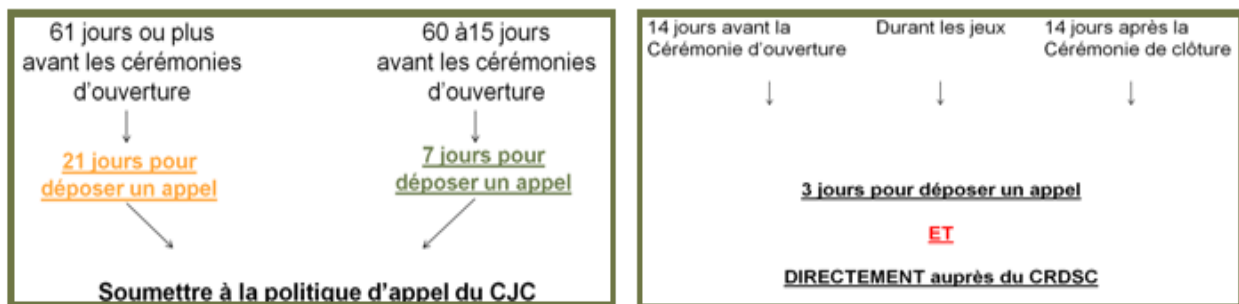 61 jours ou plus
avant les cérémonies
d'ouverture
60 à15 jours
avant les cérémonies
d'ouverture
21 jours pour
déposer un appel
7 jours pour
déposer un appel
Soumettre à la politique d'appel du CJC
14 jours avant la
Cérémonie d'ouverture
Durant les jeux
14 jours après la
Cérémonie de clôture
3 jours pour déposer un appel
ET
DIRECTEMENT auprès du CRDSC